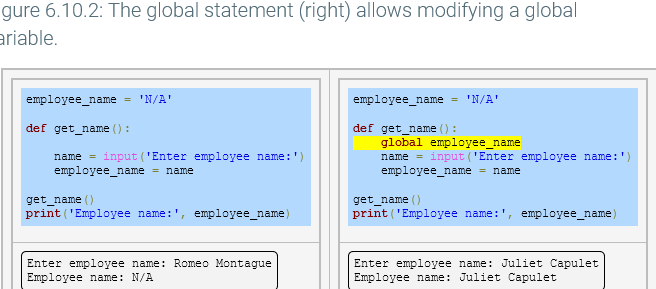 gure 6.10.2: The global statement (right) allows modifying a global
ariable.
employee_name = 'N/A'
def get_name():
name = input('Enter employee name:')
employee_name = name
get_name()
print('Employee name:', employee_name)
Enter employee name: Romeo Montague
Employee name: N/A
employee_name = 'N/A'
def get_name():
global employee_name
name = input('Enter employee name:')
employee_name = name
get_name()
print('Employee name:', employee_name)
Enter employee name: Juliet Capulet
Employee name: Juliet Capulet